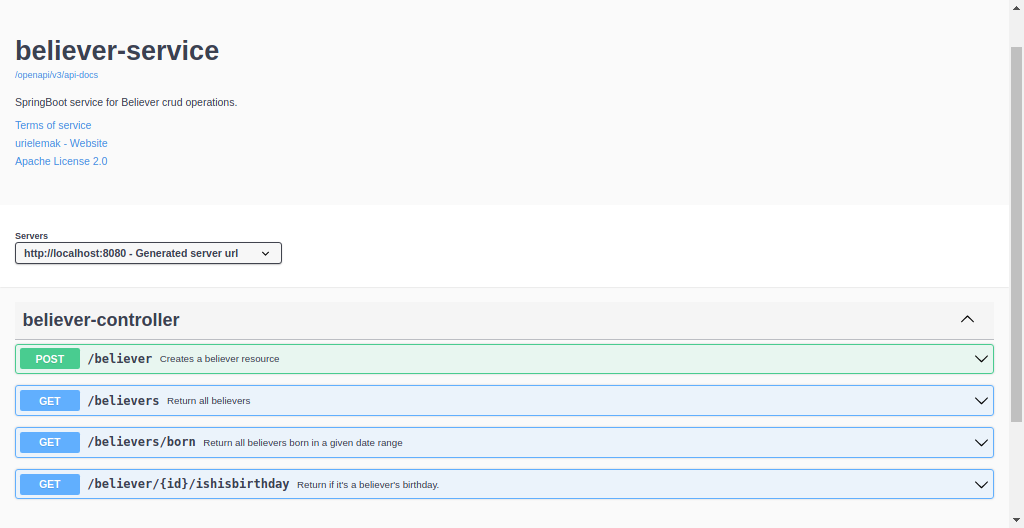 believer-service
/openapi/v3/api-docs
SpringBoot service for Believer crud operations.
Terms of service
urielemak - Website
Apache License 2.0
Servers
http://localhost:8080 - Generated server url
believer-controller
POST /believer Creates a believer resource
GET /believers Return all believers
GET /believers/born Return all believers born in a given date range
GET /believer/{id}/ishisbirthday Return if it's a believer's birthday.